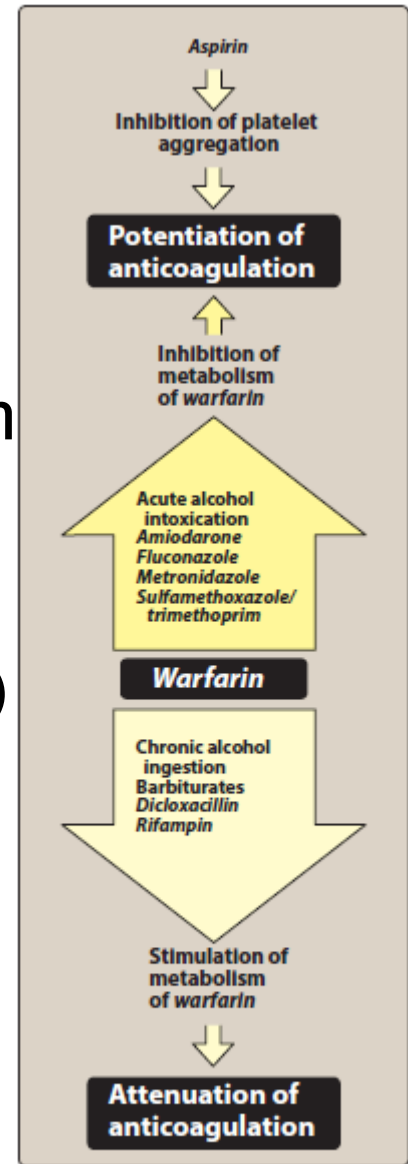 Aspirin
Inhibition of platelet
aggregation
Potentiation of
anticoagulation
Inhibition of
metabolism
of warfarin
n
Acute alcohol
intoxication
Amiodarone
Fluconazole
Metronidazole
Sulfamethoxazole/
trimethoprim
)
Warfarin
Chronic alcohol
ingestion
Barbiturates
Dicloxacillin
Rifampin
Stimulation of
metabolism
of warfarin
Attenuation of
anticoagulation